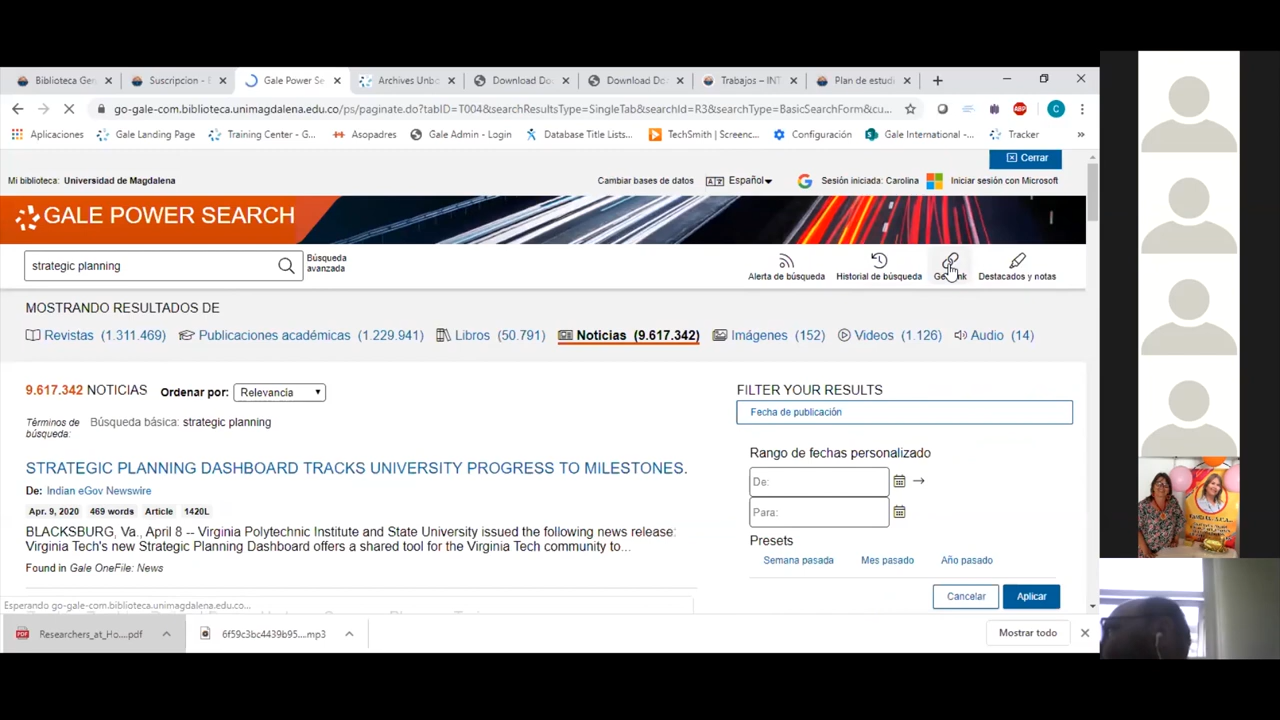 Biblioteca Gen
Suscripcion - B
Gale Power Se
Archives Unbo
Download Do
Download Do
Trabajos – INT
Plan de estudi
go-gale-com.biblioteca.unimagdalena.edu.co/ps/paginate.do?tabID=T004&searchResultsType=SingleTab&searchId=R3&searchType=BasicSearchForm&cu...
ABP
C
Aplicaciones
Gale Landing Page
Training Center - G...
Asopadres
Gale Admin - Login
Database Title Lists...
TechSmith | Screenc...
Configuración
Gale International -...
Tracker
»
Cerrar
Mi biblioteca: Universidad de Magdalena
Cambiar bases de datos
Español
Sesión iniciada: Carolina
Iniciar sesión con Microsoft
GALE POWER SEARCH
strategic planning
Búsqueda
avanzada
Alerta de búsqueda
Historial de búsqueda
Destacados y notas
MOSTRANDO RESULTADOS DE
Revistas (1.311.469)
Publicaciones académicas (1.229.941)
Libros (50.791)
Noticias (9.617.342)
Imágenes (152)
Videos (1.126)
Audio (14)
9.617.342 NOTICIAS
Ordenar por: Relevancia
Términos de
búsqueda:
Búsqueda básica: strategic planning
STRATEGIC PLANNING DASHBOARD TRACKS UNIVERSITY PROGRESS TO MILESTONES.
De: Indian eGov Newswire
Apr. 9, 2020 469 words Article 1420L
BLACKSBURG, Va., April 8 -- Virginia Polytechnic Institute and State University issued the following news release:
Virginia Tech's new Strategic Planning Dashboard offers a shared tool for the Virginia Tech community to...
Found in Gale OneFile: News
FILTER YOUR RESULTS
Fecha de publicación
Rango de fechas personalizado
De:
Para:
Presets
Semana pasada
Mes pasado
Año pasado
Cancelar
Aplicar
Esperando go-gale-com.biblioteca.unimagdalena.edu.co...
Researchers_at_Ho....pdf
6f59c3bc4439b95....mp3
Mostrar todo